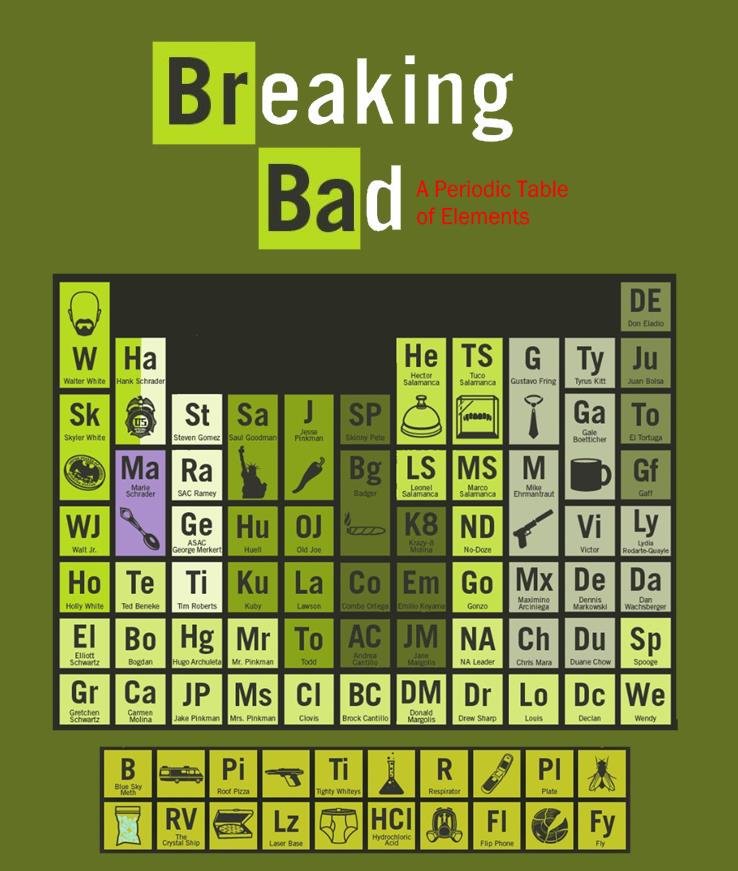 Breaking
Bad
A Periodic Table
of Elements
DE
Don Eladio
W
Walter White
Ha
Hank Schrader
He
Hector
Salamanca
TS
Tuco
Salamanca
G
Gustavo Fring
Ty
Tyrus Kitt
Ju
Juan Bolsa
Sk
Skyler White
US
St
Steven Gomez
Sa
Saul Goodman
J
Jesse
Pinkman
SP
Skinny Pete
Ga
Gale
Boetticher
To
El Tortuga
Ma
Marie
Schrader
Ra
SAC Ramey
Bg
Badger
LS
Leonel
Salamanca
MS
Marco
Salamanca
M
Mike
Ehrmantraut
Gf
Gaff
WJ
Walt Jr.
Ge
ASAC
George Merkert
Hu
Huell
OJ
Old Joe
K8
Krazy-8
Molina
ND
No-Doze
Vi
Victor
Ly
Lydia
Rodarte-Quayle
Ho
Holly White
Te
Ted Beneke
Ti
Tim Roberts
Ku
Kuby
La
Lawson
Co
Combo Ortega
Em
Emilio Koyama
Go
Gonzo
Mx
Maximino
Arciniega
De
Dennis
Markowski
Da
Dan
Wachsberger
El
Elliott
Schwartz
Bo
Bogdan
Hg
Hugo Archuleta
Mr
Mr. Pinkman
To
Todd
AC
Andrea
Cantillo
JM
Jane
Margolis
NA
NA Leader
Ch
Chris Mara
Du
Duane Chow
Sp
Spooge
Gr
Gretchen
Schwartz
Ca
Carmen
Molina
JP
Jake Pinkman
Ms
Mrs. Pinkman
Cl
Clovis
BC
Brock Cantillo
DM
Donald
Margolis
Dr
Drew Sharp
Lo
Louis
Dc
Declan
We
Wendy
B
Blue Sky
Meth
Pi
Roof Pizza
Ti
Tighty Whiteys
R
Respirator
Pl
Plate
RV
The
Crystal Ship
Lz
Laser Base
HCl
Hydrochloric
Acid
Fl
Flip Phone
Fy
Fly